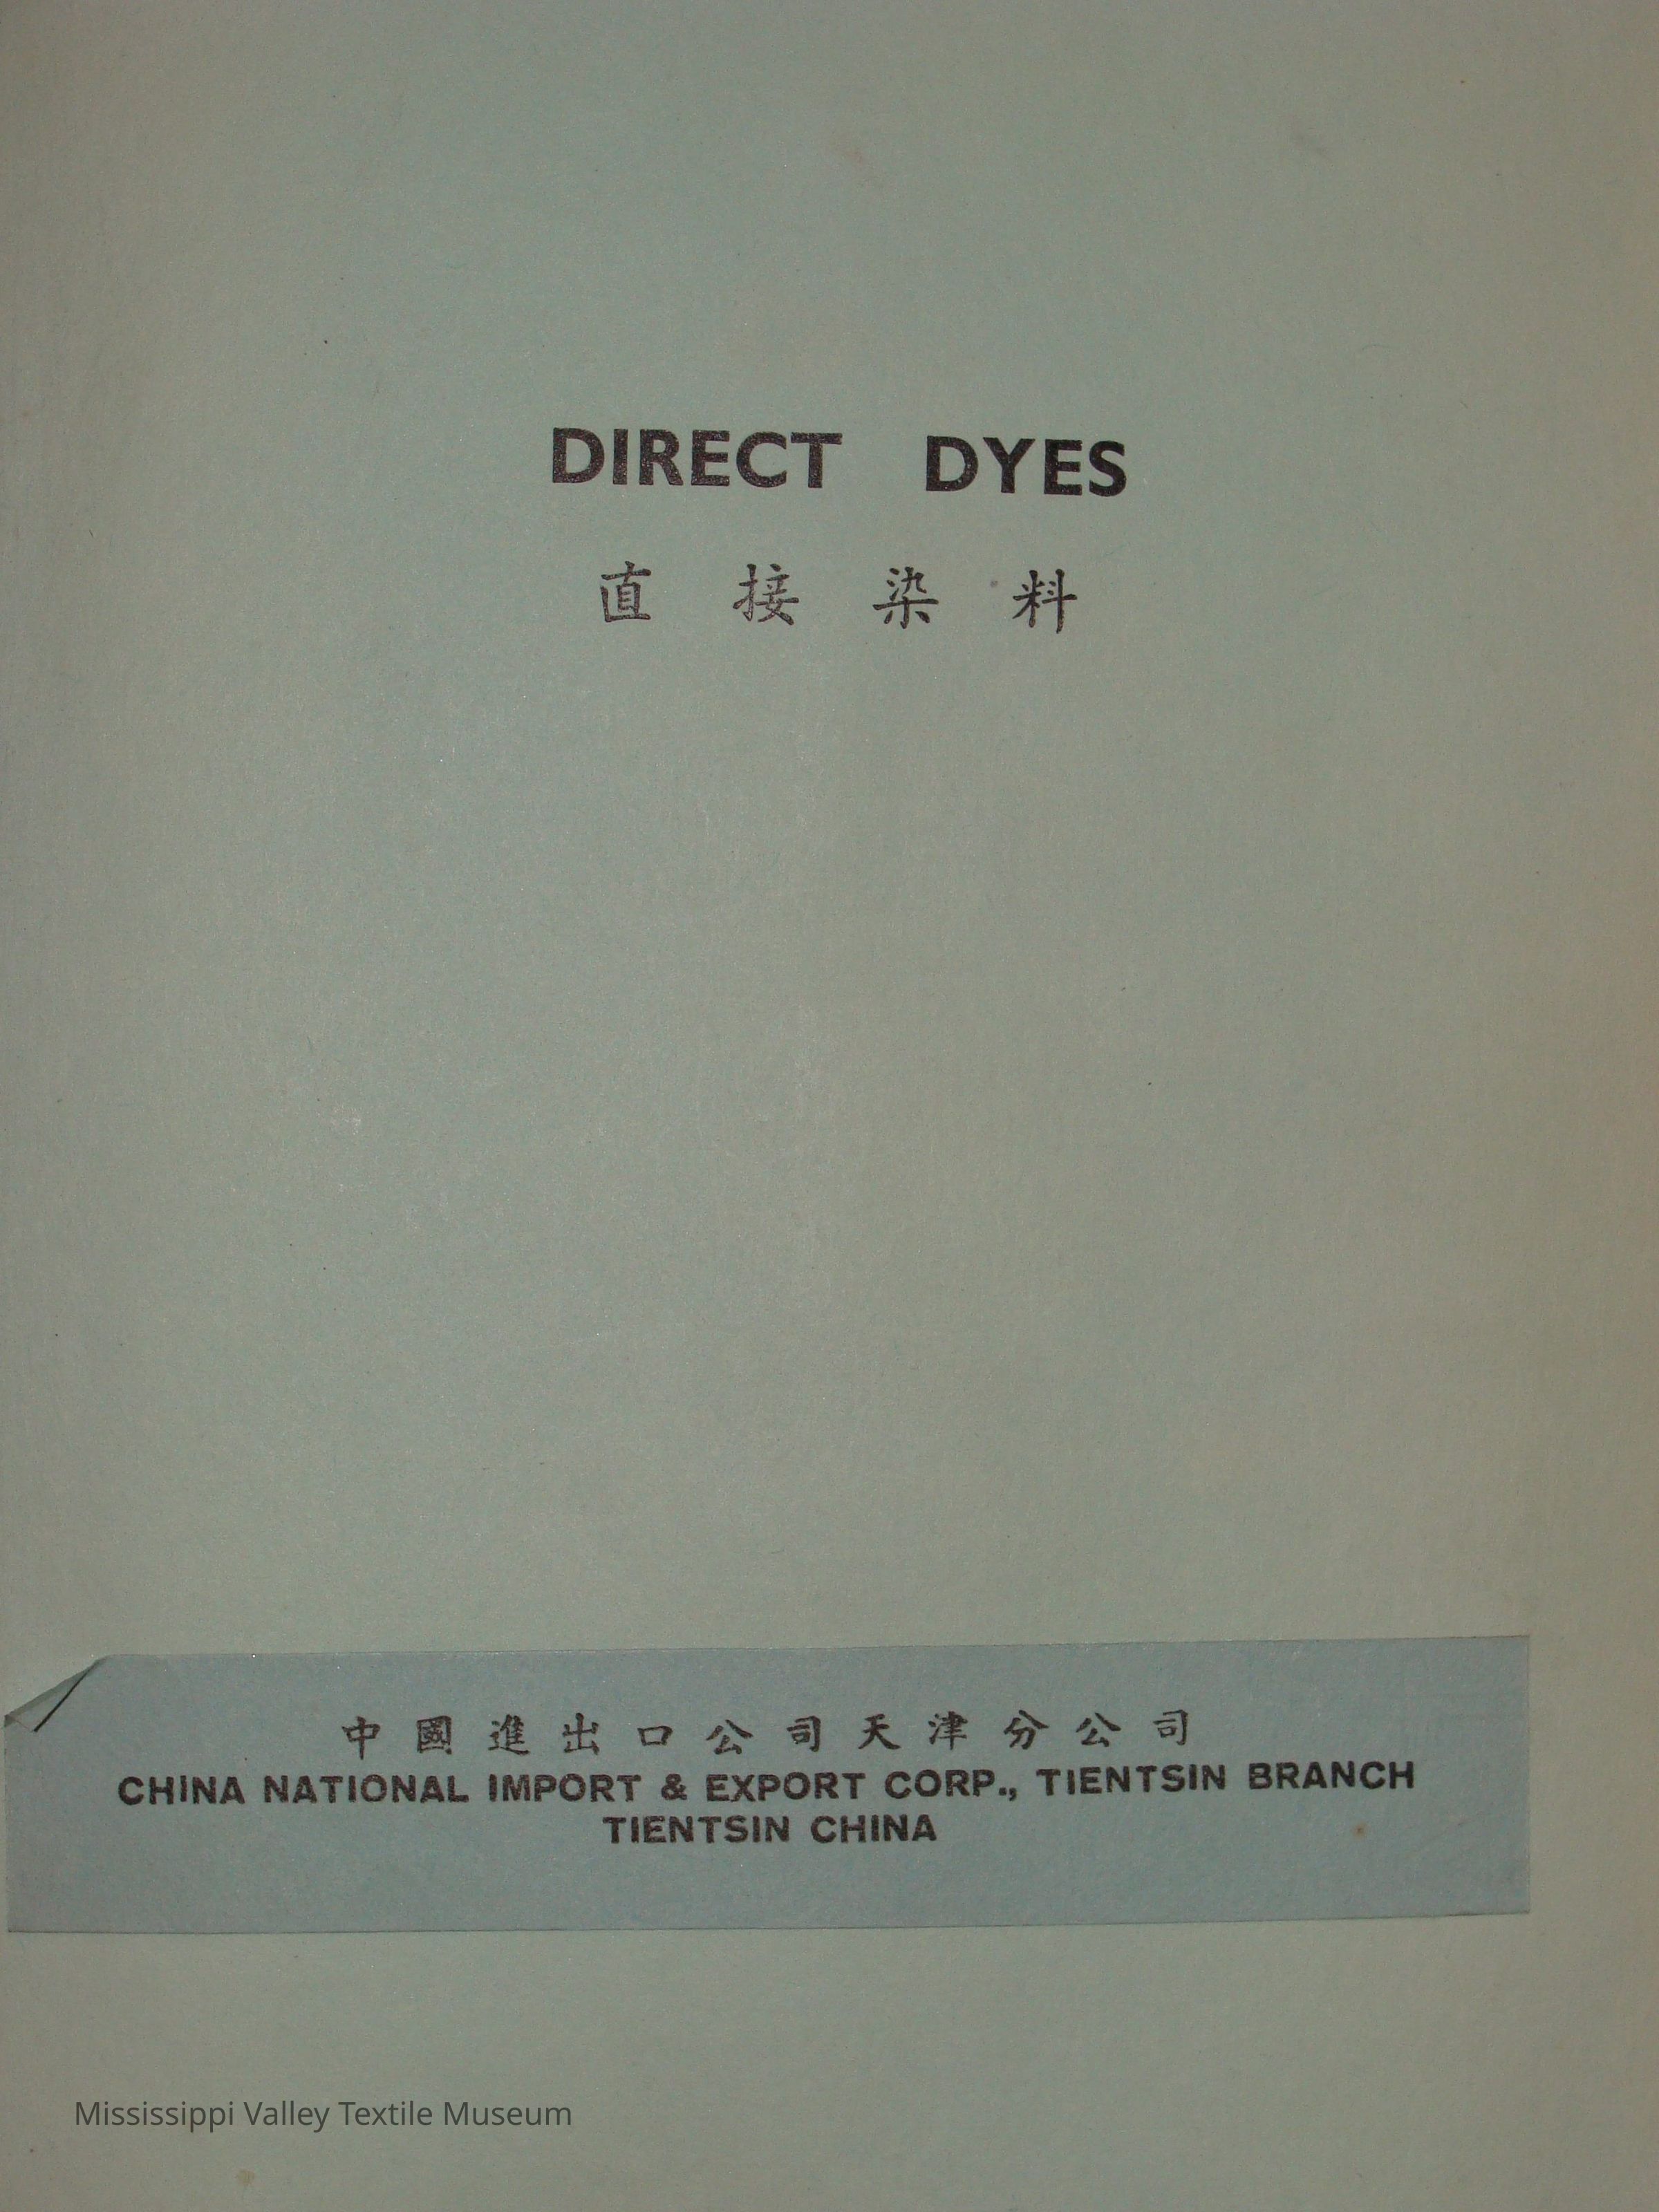 DIRECT DYES
直接染料
中國進出口公司天津分公司
CHINA NATIONAL IMPORT & EXPORT CORP., TIENTSIN BRANCH
TIENTSIN CHINA
Mississippi Valley Textile Museum